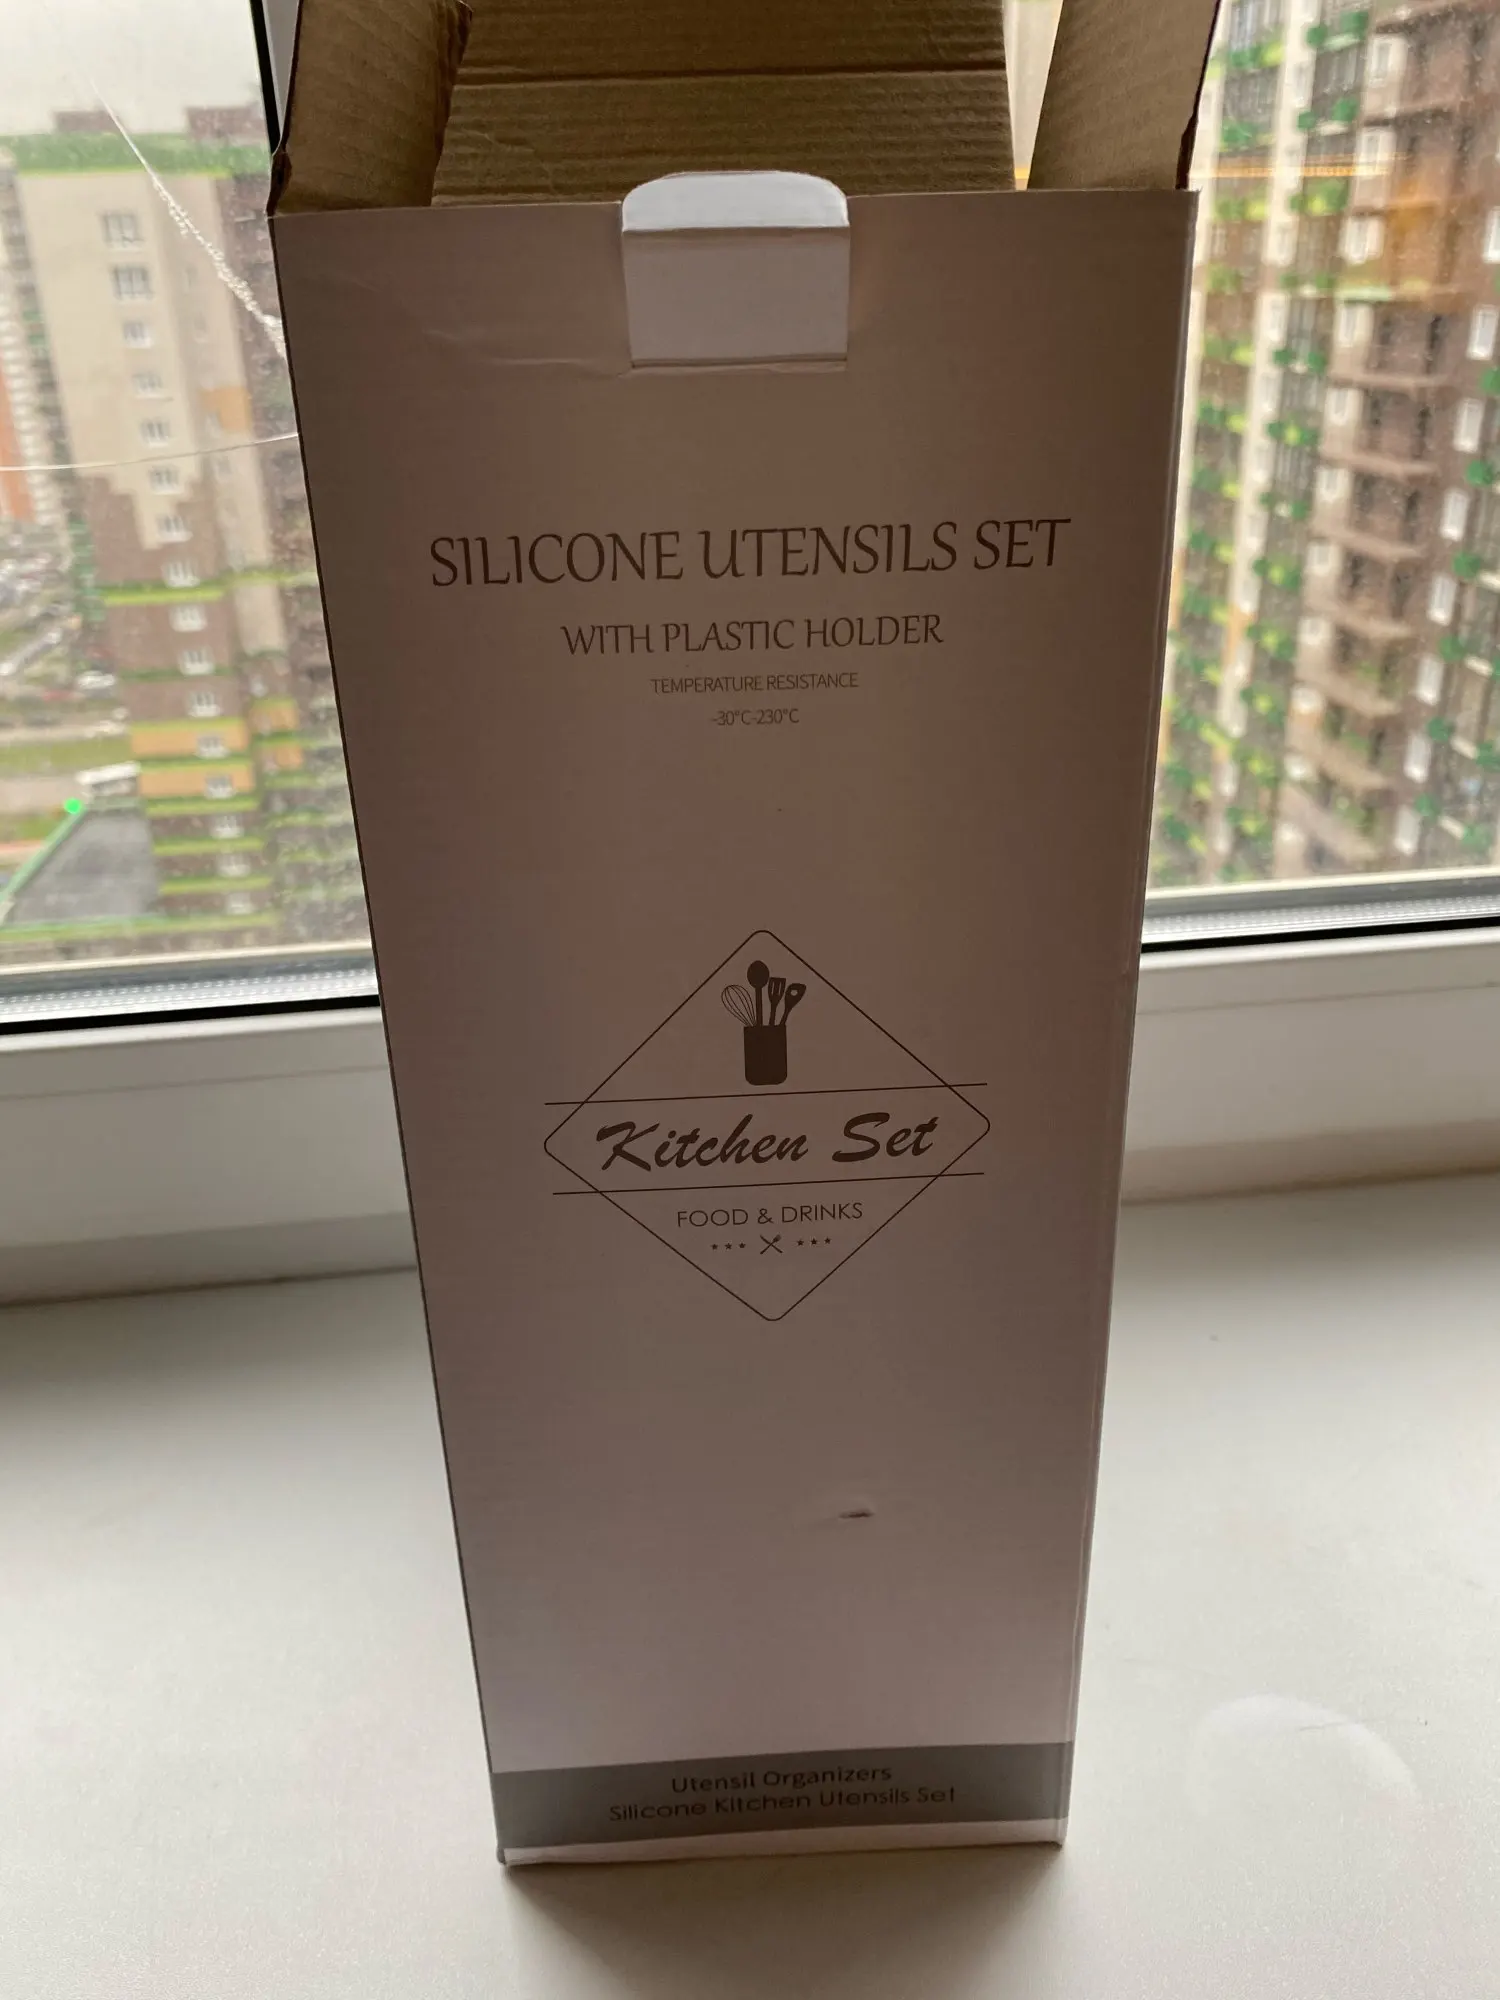 SILICONE UTENSILS SET
WITH PLASTIC HOLDER
TEMPERATURE RESISTANCE
-30°C-230°C
Kitchen Set
FOOD & DRINKS
Utensil Organizers
Silicone Kitchen Utensils Set